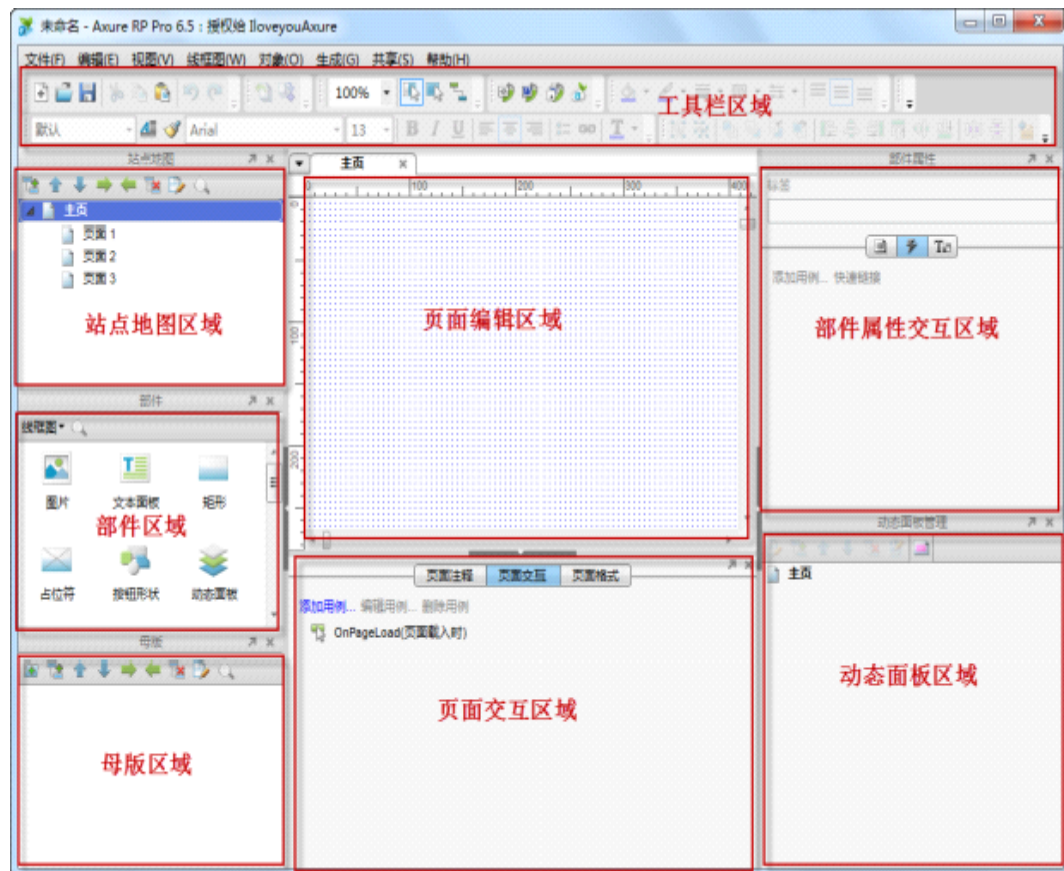 未命名 - Axure RP Pro 6.5 : 授权给 IloveyouAxure
文件(F) 编辑(E) 视图(V) 线框图(W) 对象(O) 生成(G) 共享(S) 帮助(H)
100%
工具栏区域
默认 Arial 13 B I U
站点地图
主页
部件属性
0 100 200 300 400
标签
主页
页面 1
页面 2
页面 3
添加用例... 快速链接
站点地图区域
页面编辑区域
部件属性交互区域
0
100
200
部件
线框图
图片 文本面板 矩形
部件区域
占位符 按钮形状 动态面板
动态面板管理
主页
页面注释 页面交互 页面格式
添加用例... 编辑用例... 删除用例
OnPageLoad(页面载入时)
母版
动态面板区域
页面交互区域
母版区域